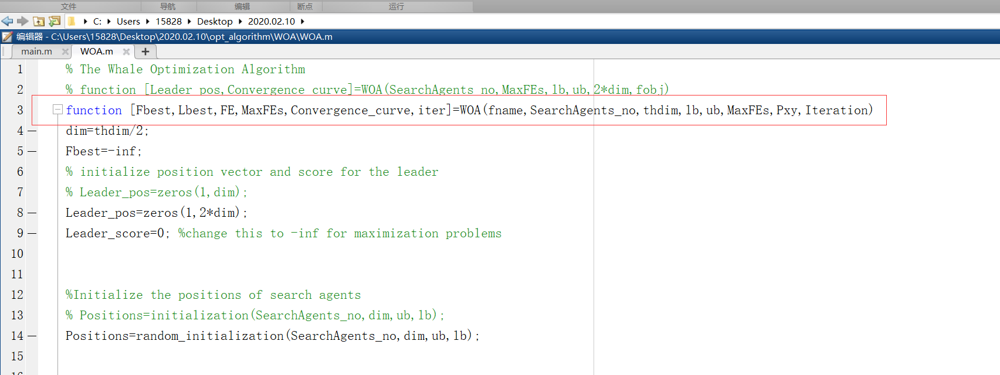 文件 导航 编辑 断点 运行
C: Users 15828 Desktop 2020.02.10
编辑器 - C:\Users\15828\Desktop\2020.02.10\opt_algorithm\WOA\WOA.m
main.m WOA.m
1 % The Whale Optimization Algorithm
2 % function [Leader_pos,Convergence_curve]=WOA(SearchAgents_no,MaxFEs,lb,ub,2*dim,fobj)
3 function [Fbest,Lbest,FE,MaxFEs,Convergence_curve,iter]=WOA(fname,SearchAgents_no,thdim,lb,ub,MaxFEs,Pxy,Iteration)
4 dim=thdim/2;
5 Fbest=-inf;
6 % initialize position vector and score for the leader
7 % Leader_pos=zeros(1,dim);
8 Leader_pos=zeros(1,2*dim);
9 Leader_score=0; %change this to -inf for maximization problems
10
11
12 %Initialize the positions of search agents
13 % Positions=initialization(SearchAgents_no,dim,ub,lb);
14 Positions=random_initialization(SearchAgents_no,dim,ub,lb);
15